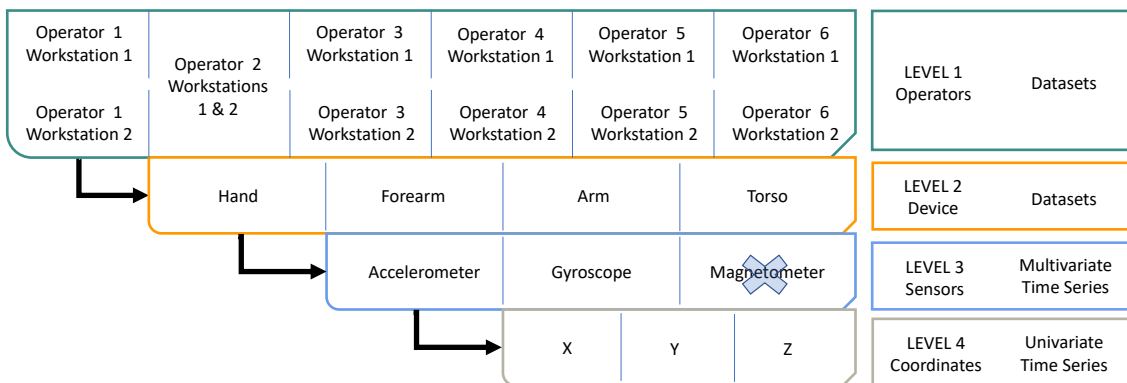 Operator 1
Workstation 1
Operator 2
Workstations
1 & 2
Operator 3
Workstation 1
Operator 4
Workstation 1
Operator 5
Workstation 1
Operator 6
Workstation 1
Operator 1
Workstation 2
Operator 3
Workstation 2
Operator 4
Workstation 2
Operator 5
Workstation 2
Operator 6
Workstation 2
LEVEL 1
Operators
Datasets
Hand
Forearm
Arm
Torso
LEVEL 2
Device
Datasets
Accelerometer
Gyroscope
Magnetometer
LEVEL 3
Sensors
Multivariate
Time Series
X
Y
Z
LEVEL 4
Coordinates
Univariate
Time Series